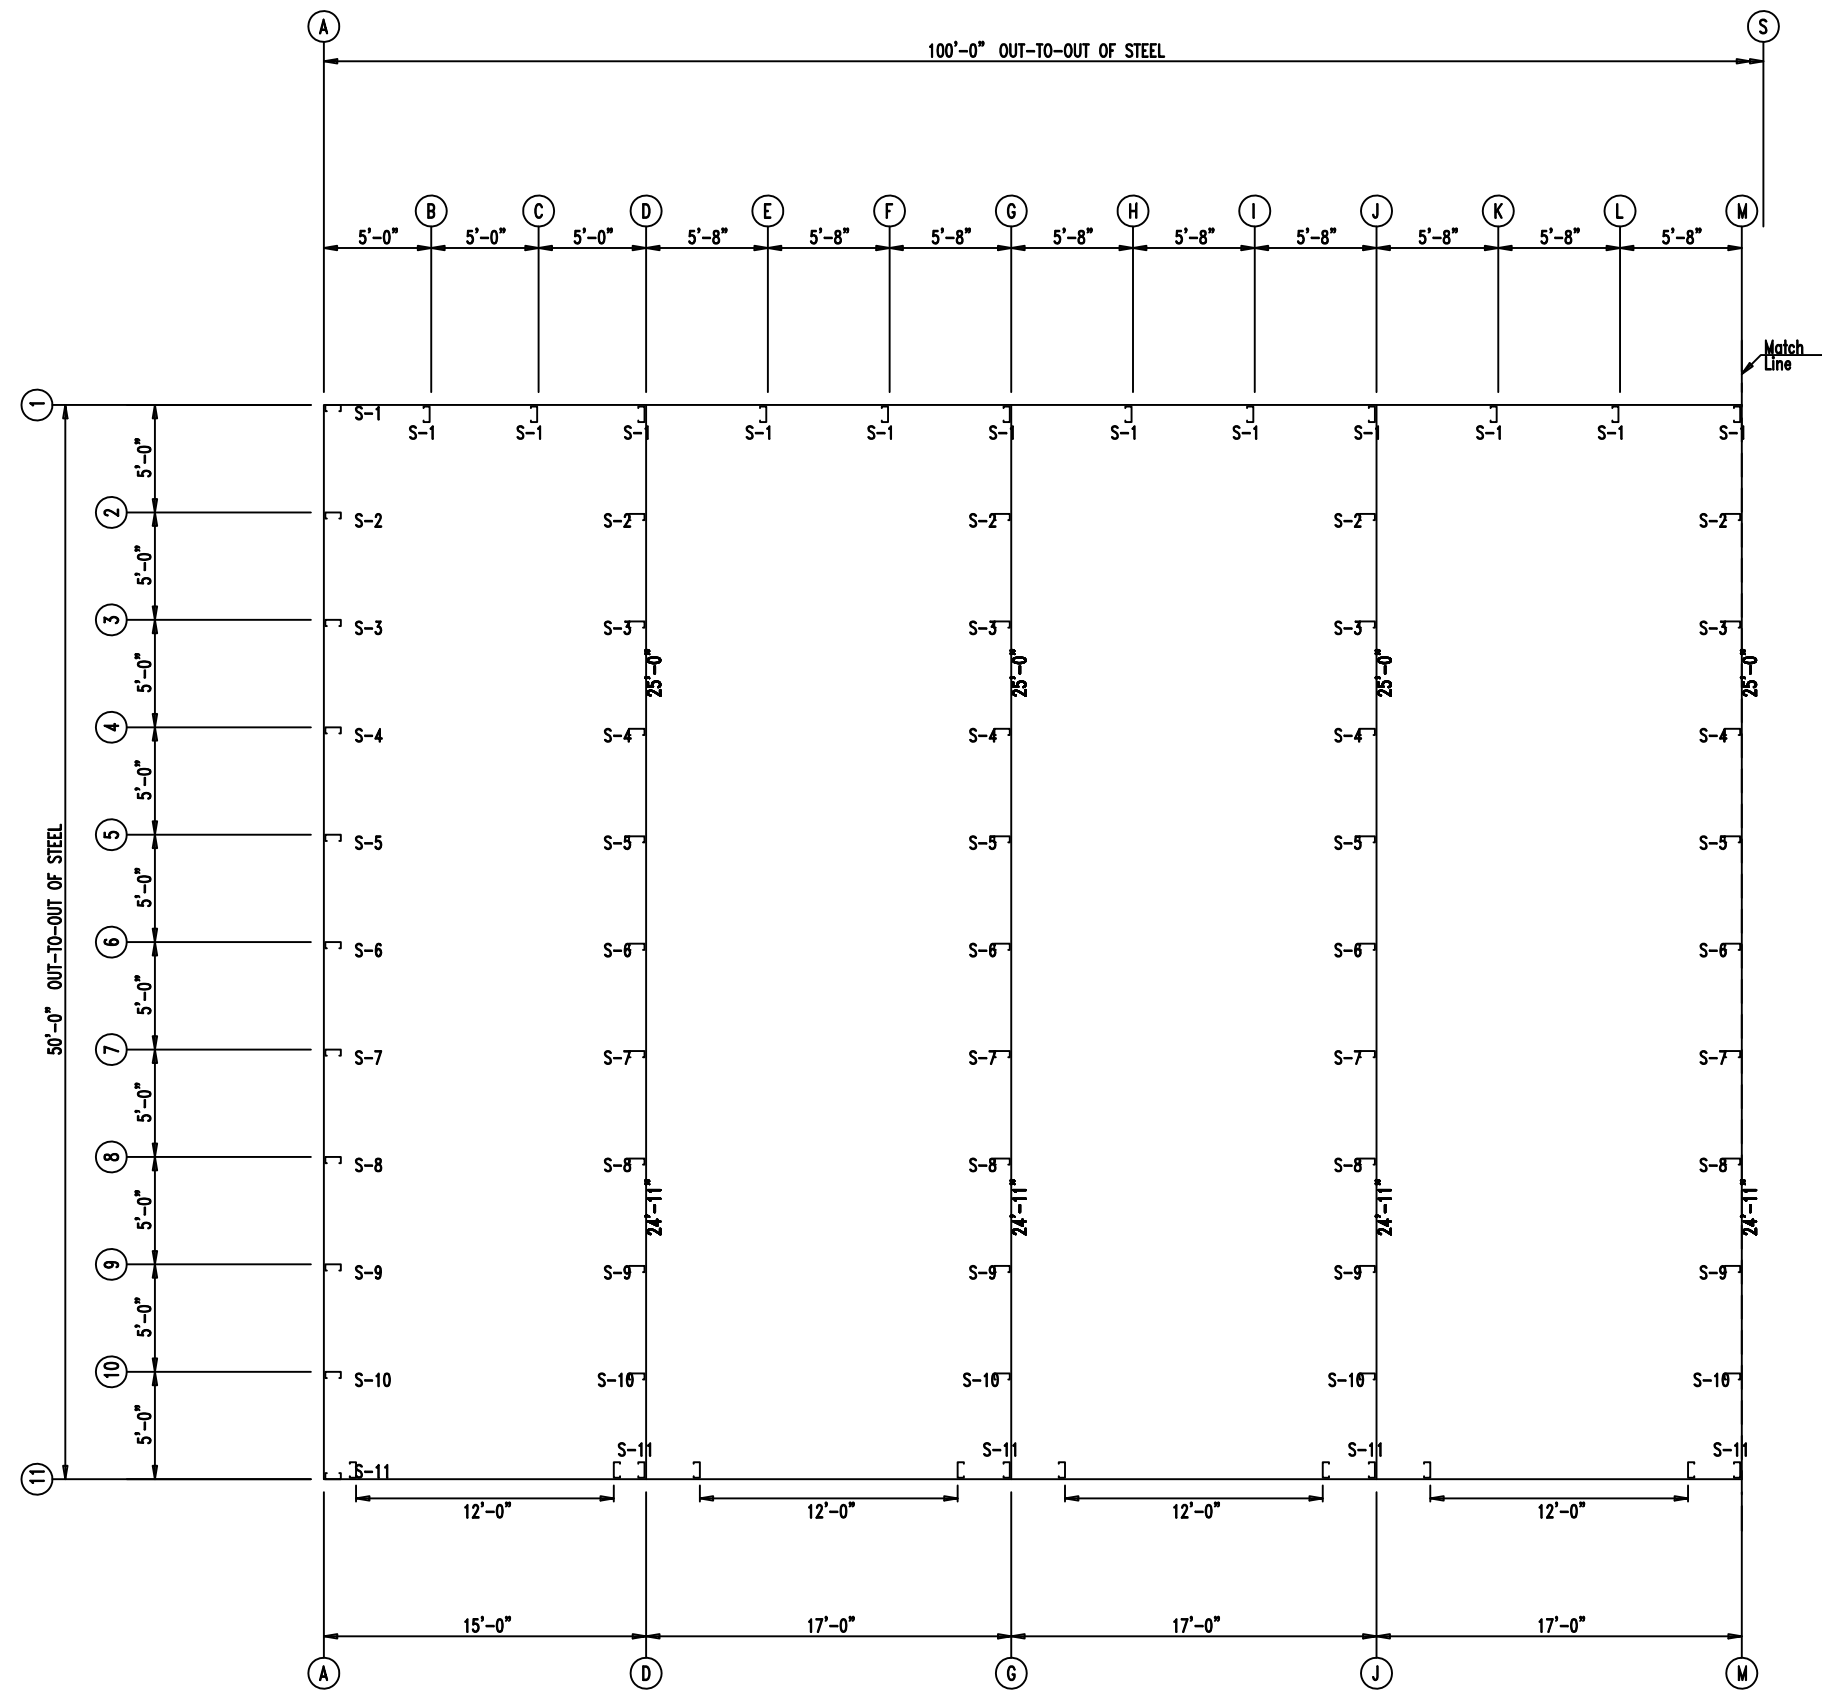 A S
100'-0" OUT-TO-OUT OF STEEL
B C D E F G H I J K L M
5'-0" 5'-0" 5'-0" 5'-8" 5'-8" 5'-8" 5'-8" 5'-8" 5'-8" 5'-8" 5'-8" 5'-8"
Match
Line
1
S-1
S-1 S-1 S-1 S-1 S-1 S-1 S-1 S-1 S-1 S-1 S-1 S-1
5'-0"
2
S-2 S-2 S-2 S-2 S-2
5'-0"
3
S-3 S-3 S-3 S-3 S-3
5'-0"
25'-0" 25'-0" 25'-0" 25'-0"
4
S-4 S-4 S-4 S-4 S-4
5'-0"
5
S-5 S-5 S-5 S-5 S-5
5'-0"
50'-0" OUT-TO-OUT OF STEEL
6
S-6 S-6 S-6 S-6 S-6
5'-0"
7
S-7 S-7 S-7 S-7 S-7
5'-0"
8
S-8 S-8 S-8 S-8 S-8
5'-0"
24'-11" 24'-11" 24'-11" 24'-11"
9
S-9 S-9 S-9 S-9 S-9
5'-0"
10
S-10 S-10 S-10 S-10 S-10
5'-0"
S-11 S-11 S-11 S-11
11
S-11
12'-0" 12'-0" 12'-0" 12'-0"
15'-0" 17'-0" 17'-0" 17'-0"
A D G J M